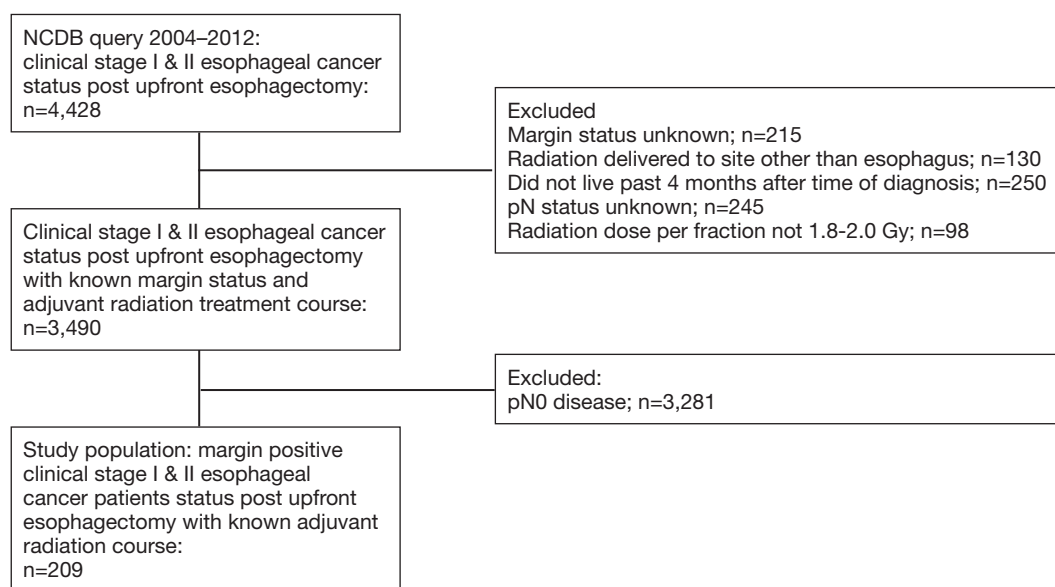 NCDB query 2004–2012:
clinical stage I & II esophageal cancer
status post upfront esophagectomy:
n=4,428
Excluded
Margin status unknown; n=215
Radiation delivered to site other than esophagus; n=130
Did not live past 4 months after time of diagnosis; n=250
pN status unknown; n=245
Radiation dose per fraction not 1.8-2.0 Gy; n=98
Clinical stage I & II esophageal cancer
status post upfront esophagectomy
with known margin status and
adjuvant radiation treatment course:
n=3,490
Excluded:
pN0 disease; n=3,281
Study population: margin positive
clinical stage I & II esophageal
cancer patients status post upfront
esophagectomy with known adjuvant
radiation course:
n=209